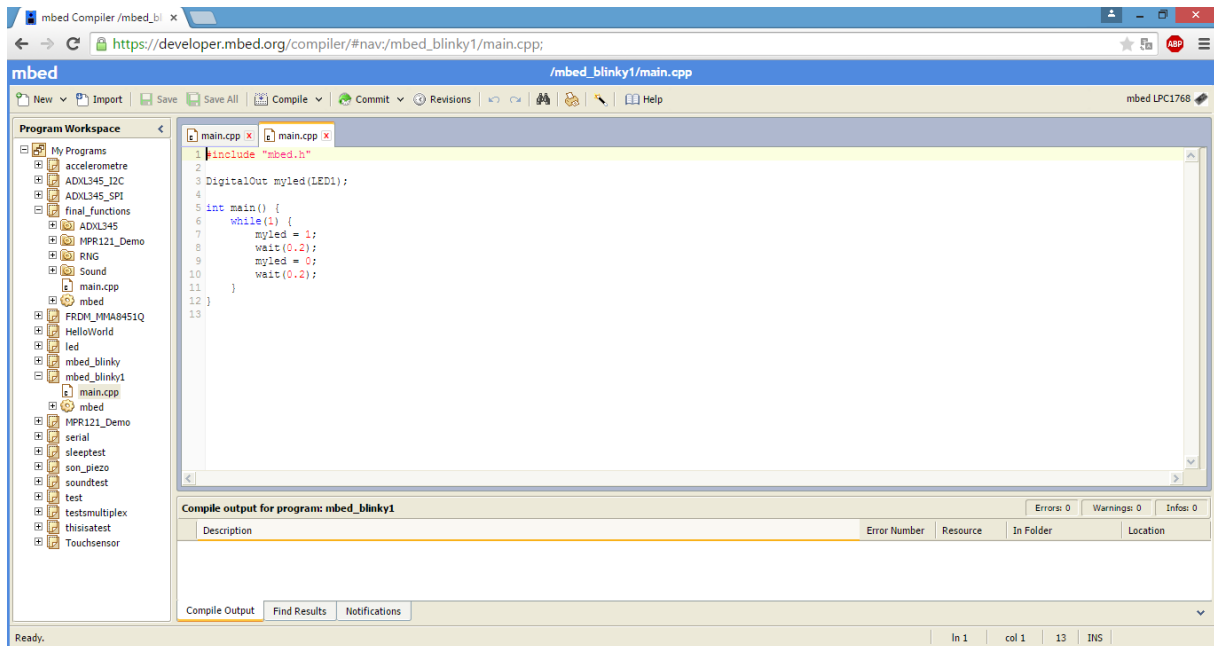 mbed Compiler /mbed_bl
https://developer.mbed.org/compiler/#nav:/mbed_blinky1/main.cpp;
ABP
mbed /mbed_blinky1/main.cpp
New Import Save Save All Compile Commit Revisions Help mbed LPC1768
Program Workspace
My Programs
accelerometre
ADXL345_I2C
ADXL345_SPI
final_functions
ADXL345
MPR121_Demo
RNG
Sound
main.cpp
mbed
FRDM_MMA8451Q
HelloWorld
led
mbed_blinky
mbed_blinky1
main.cpp
mbed
MPR121_Demo
serial
sleeptest
son_piezo
soundtest
test
testsmultiplex
thisisatest
Touchsensor
main.cpp main.cpp
1 #include "mbed.h"
2
3 DigitalOut myled(LED1);
4
5 int main() {
6 while(1) {
7 myled = 1;
8 wait(0.2);
9 myled = 0;
10 wait(0.2);
11 }
12 }
13
Compile output for program: mbed_blinky1 Errors: 0 Warnings: 0 Infos: 0
Description Error Number Resource In Folder Location
Compile Output Find Results Notifications
Ready. ln 1 col 1 13 INS